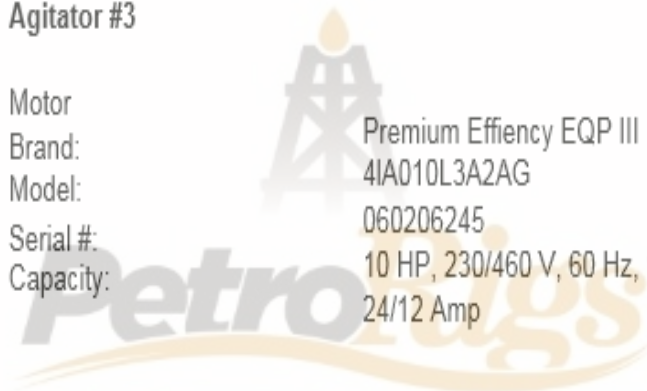 Agitator #3
Motor
Brand: Premium Effiency EQP III
Model: 4IA010L3A2AG
Serial #: 060206245
Capacity: 10 HP, 230/460 V, 60 Hz,
24/12 Amp
PetroRigs